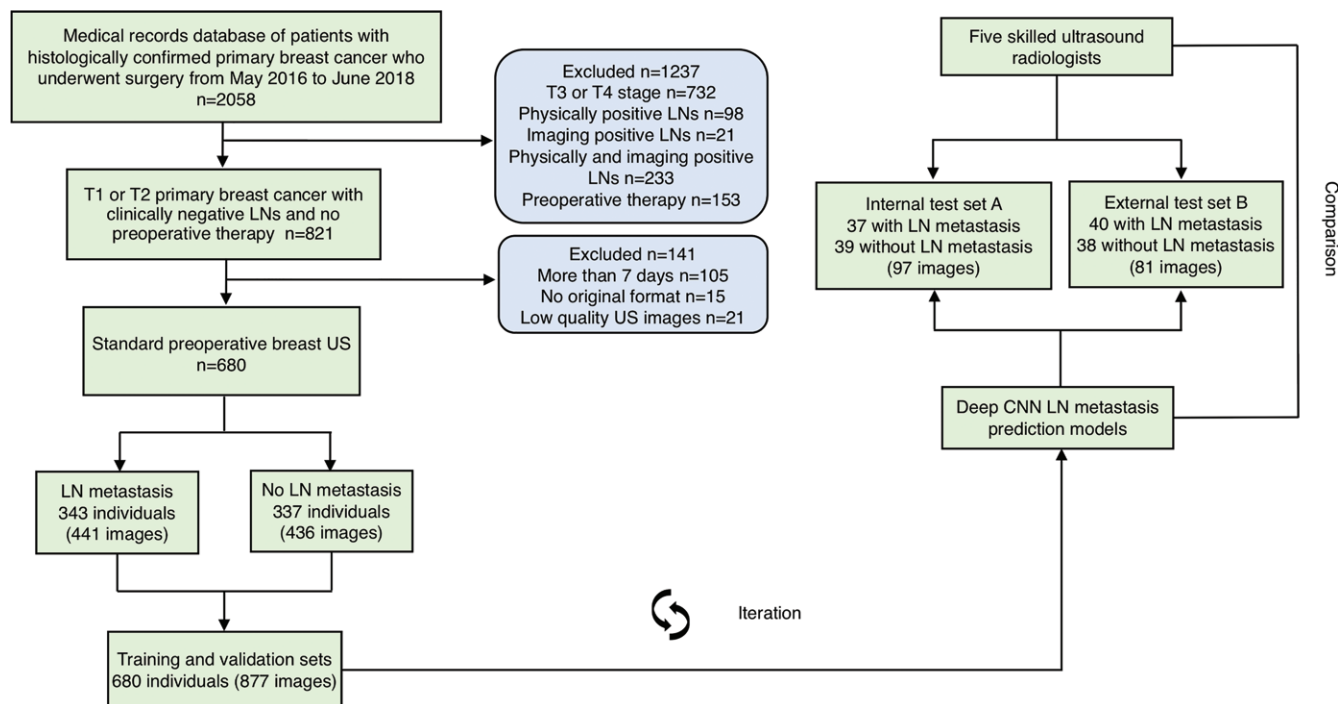 Medical records database of patients with
histologically confirmed primary breast cancer who
underwent surgery from May 2016 to June 2018
n=2058
Excluded n=1237
T3 or T4 stage n=732
Physically positive LNs n=98
Imaging positive LNs n=21
Physically and imaging positive
LNs n=233
Preoperative therapy n=153
T1 or T2 primary breast cancer with
clinically negative LNs and no
preoperative therapy n=821
Excluded n=141
More than 7 days n=105
No original format n=15
Low quality US images n=21
Standard preoperative breast US
n=680
LN metastasis
343 individuals
(441 images)
No LN metastasis
337 individuals
(436 images)
Training and validation sets
680 individuals (877 images)
Iteration
Five skilled ultrasound
radiologists
Internal test set A
37 with LN metastasis
39 without LN metastasis
(97 images)
External test set B
40 with LN metastasis
38 without LN metastasis
(81 images)
Deep CNN LN metastasis
prediction models
Comparison